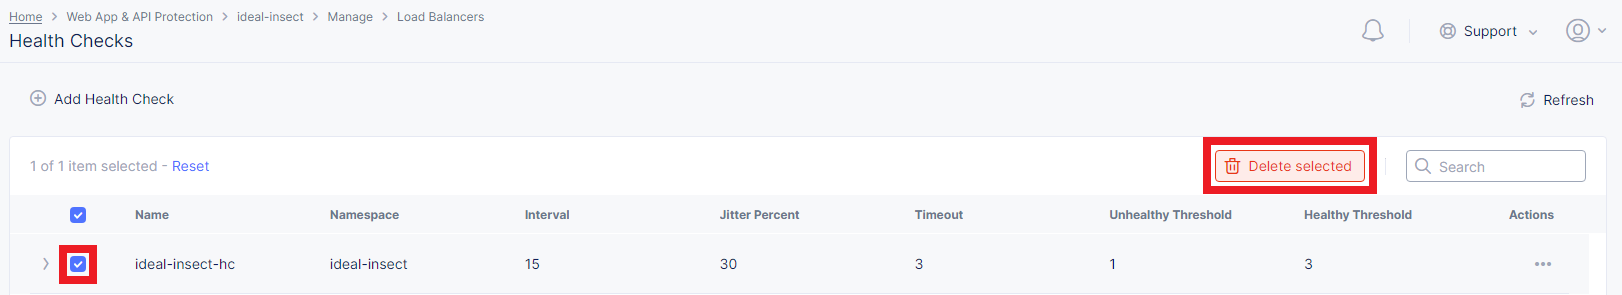 Home > Web App & API Protection > ideal-insect > Manage > Load Balancers
Health Checks
Support
Add Health Check
Refresh
1 of 1 item selected - Reset
Delete selected
Search
Name Namespace Interval Jitter Percent Timeout Unhealthy Threshold Healthy Threshold Actions
ideal-insect-hc ideal-insect 15 30 3 1 3